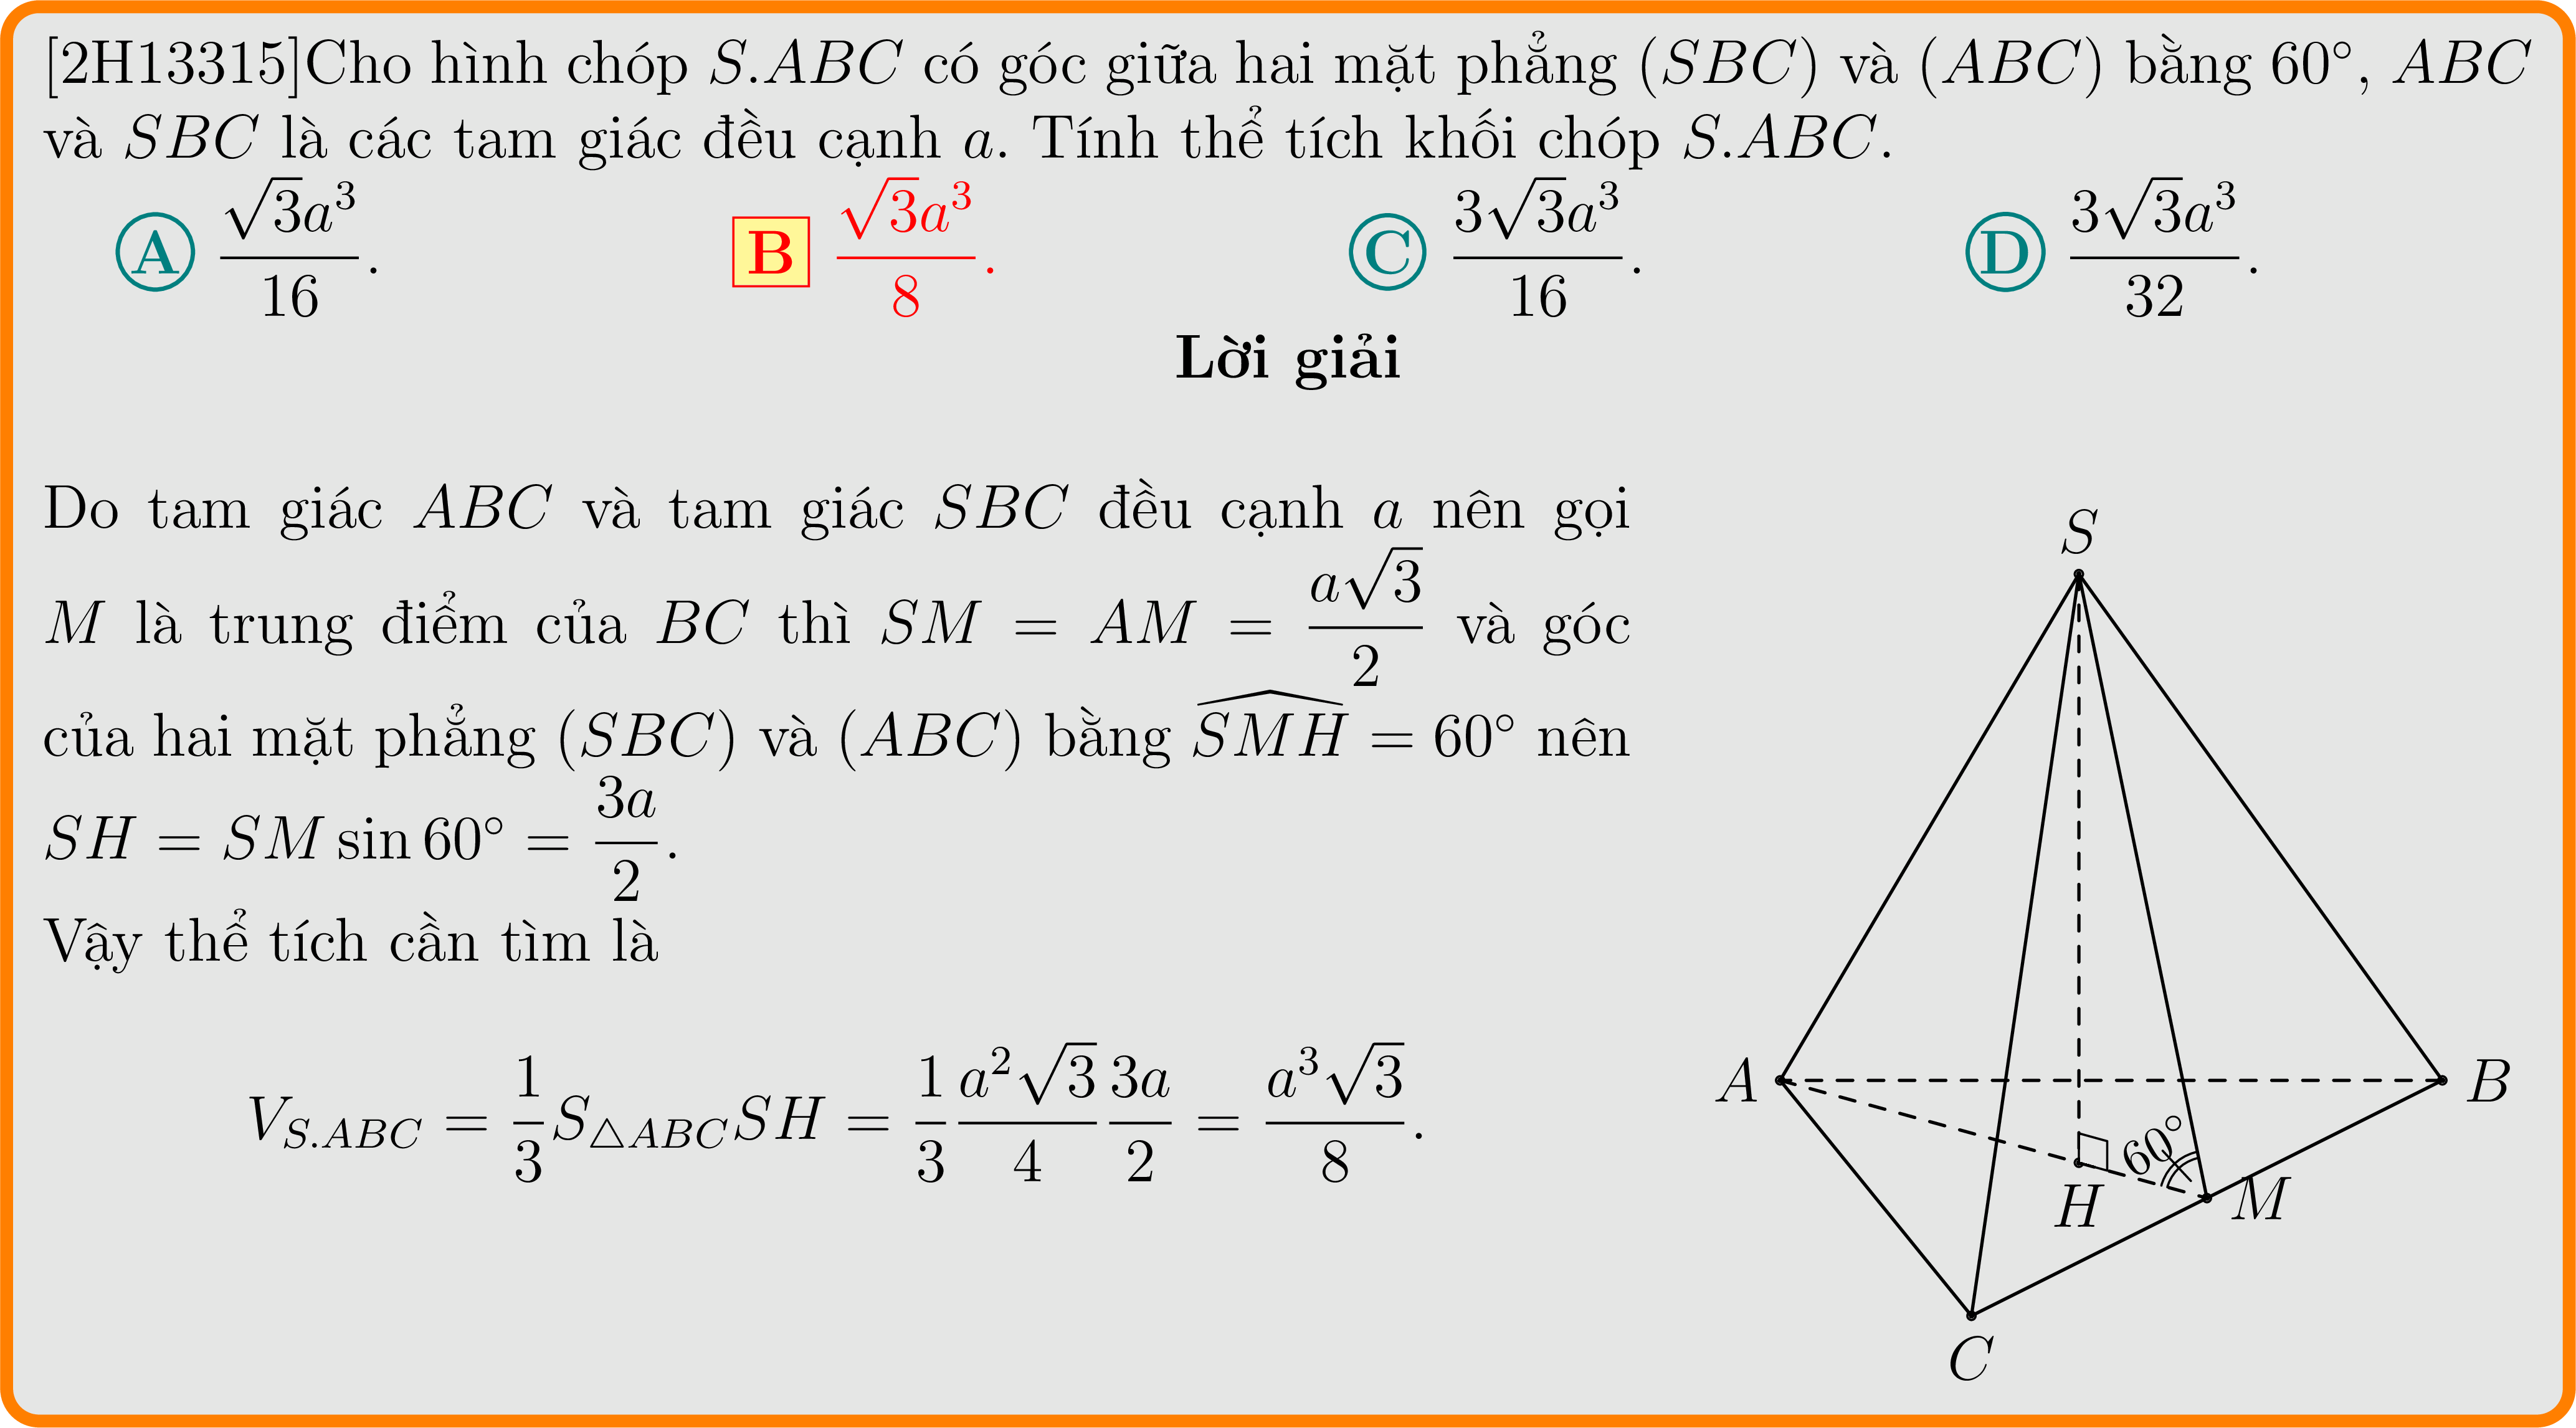 [2H13315]Cho hình chóp S.ABC có góc giữa hai mặt phẳng (SBC) và (ABC) bằng 60°, ABC
và SBC là các tam giác đều cạnh a. Tính thể tích khối chóp S.ABC.
A \frac{\sqrt{3}a^3}{16}. B \frac{\sqrt{3}a^3}{8}. C \frac{3\sqrt{3}a^3}{16}. D \frac{3\sqrt{3}a^3}{32}.
Lời giải
Do tam giác ABC và tam giác SBC đều cạnh a nên gọi
M là trung điểm của BC thì SM = AM = \frac{a\sqrt{3}}{2} và góc
của hai mặt phẳng (SBC) và (ABC) bằng \widehat{SMH} = 60° nên
SH = SM sin 60° = \frac{3a}{2}.
Vậy thể tích cần tìm là
V_{S.ABC} = \frac{1}{3}S_{△ABC}SH = \frac{1}{3}\frac{a^2\sqrt{3}}{4}\frac{3a}{2} = \frac{a^3\sqrt{3}}{8}.
S
A
B
60°
H
M
C